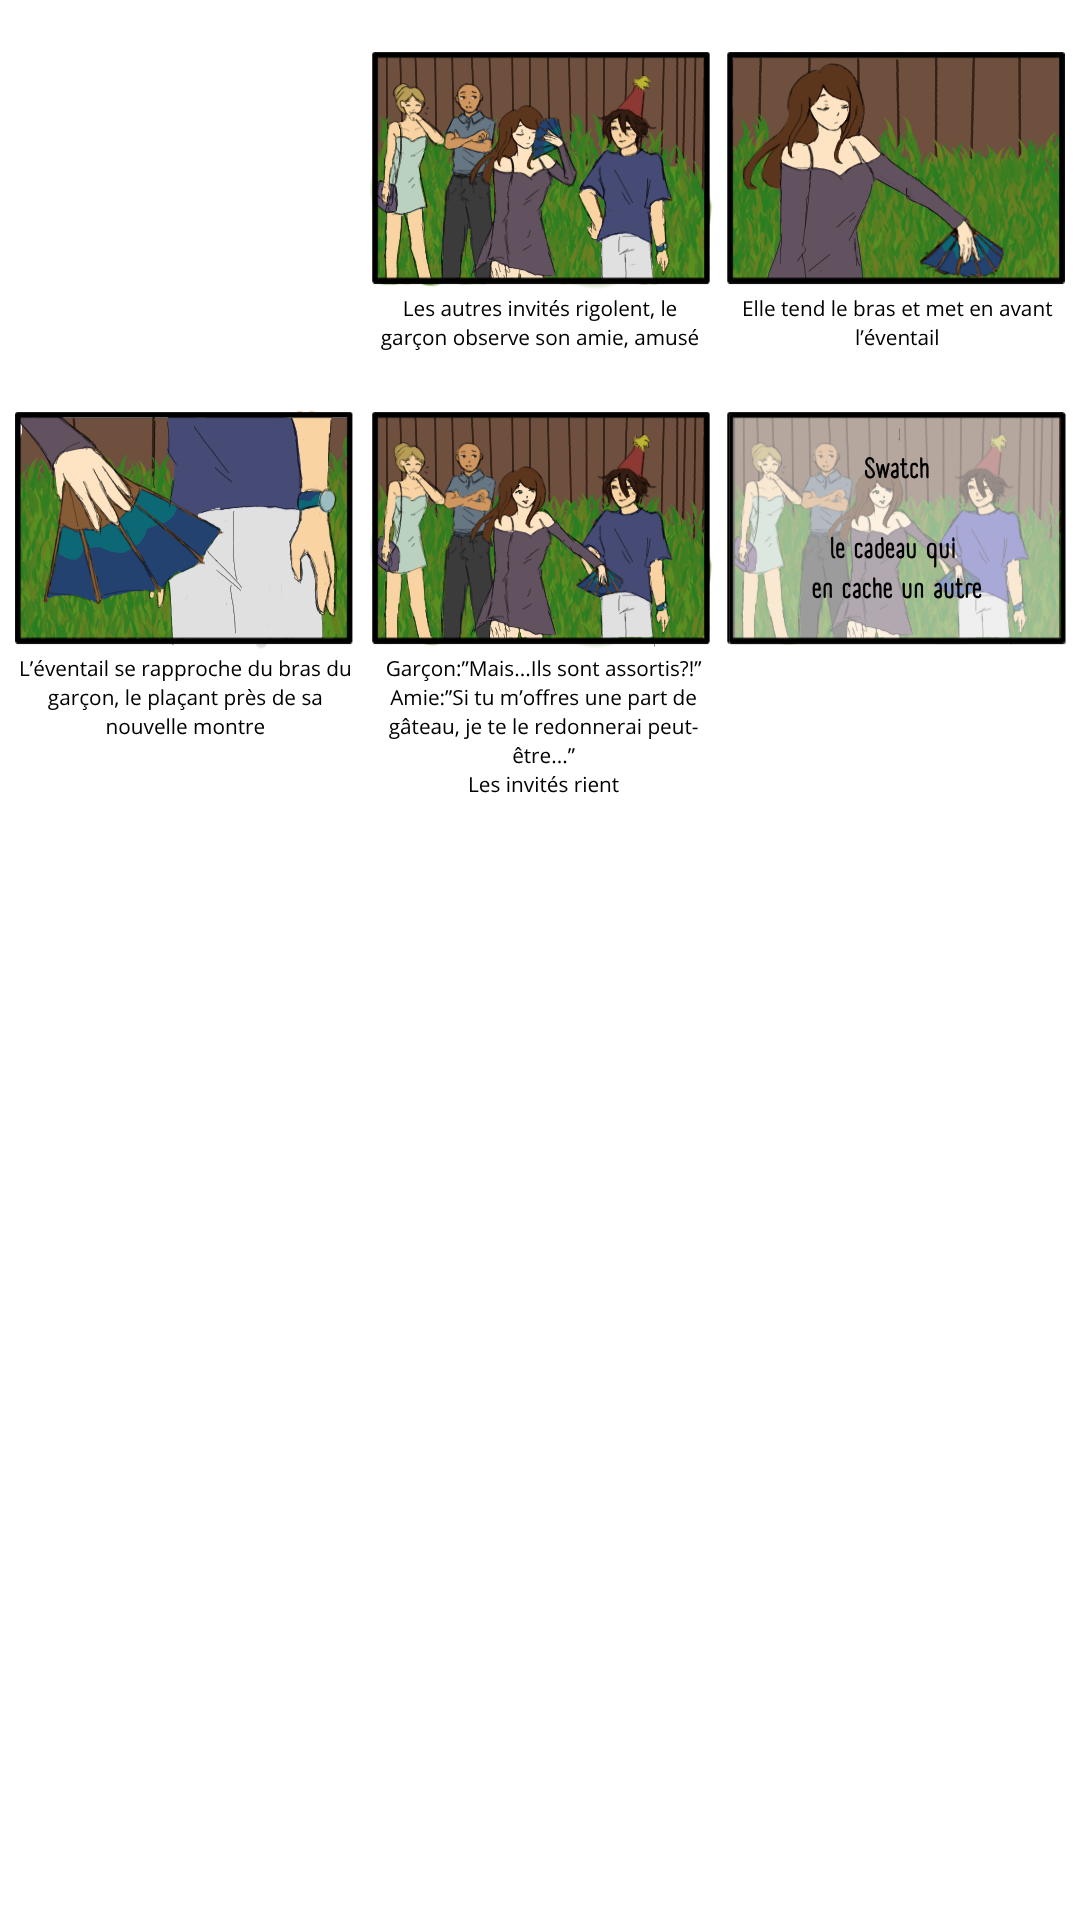 Les autres invités rigolent, le
garçon observe son amie, amusé
Elle tend le bras et met en avant
l’éventail
L’éventail se rapproche du bras du
garçon, le plaçant près de sa
nouvelle montre
Garçon:”Mais...Ils sont assortis?!”
Amie:”Si tu m’offres une part de
gâteau, je te le redonnerai peut-
être...”
Les invités rient
Swatch
le cadeau qui
en cache un autre